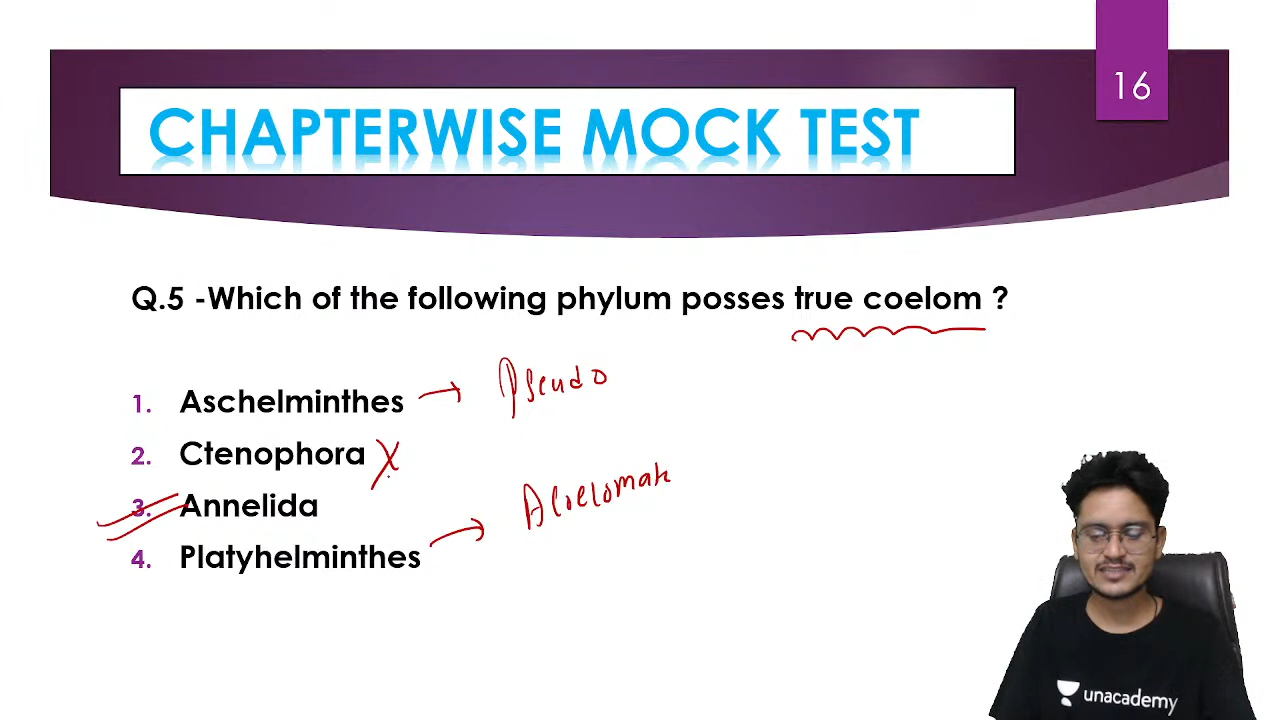 16
CHAPTERWISE MOCK TEST
Q.5 -Which of the following phylum posses true coelom ?
1. Aschelminthes → Pseudo
2. Ctenophora X
3. Annelida
4. Platyhelminthes → Acoelomate
unacademy